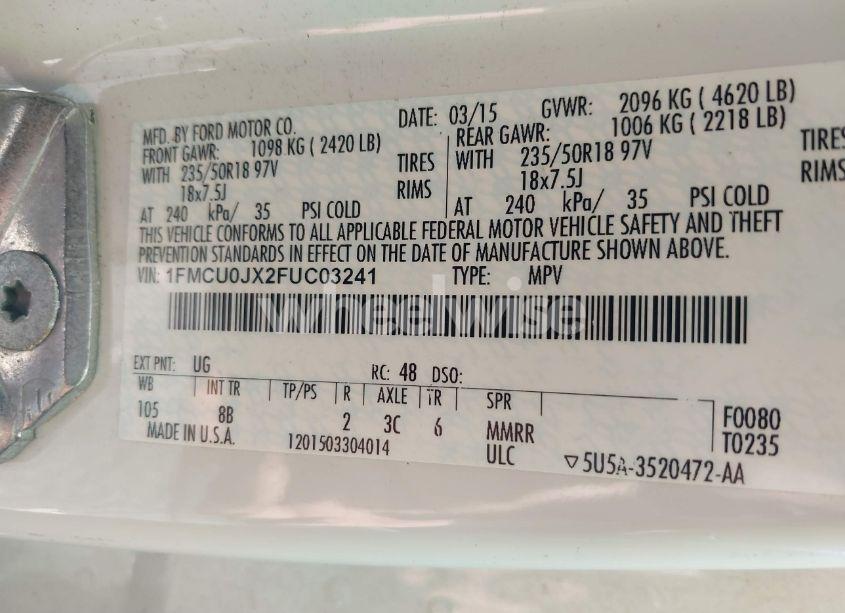 MFD. BY FORD MOTOR CO.
DATE: 03/15 GVWR: 2096 KG ( 4620 LB)
FRONT GAWR: 1098 KG ( 2420 LB)
REAR GAWR: 1006 KG ( 2218 LB)
WITH 235/50R18 97V TIRES
WITH 235/50R18 97V TIRES
18x7.5J RIMS
18x7.5J RIMS
AT 240 kPa/ 35 PSI COLD
AT 240 kPa/ 35 PSI COLD
THIS VEHICLE CONFORMS TO ALL APPLICABLE FEDERAL MOTOR VEHICLE SAFETY AND THEFT
PREVENTION STANDARDS IN EFFECT ON THE DATE OF MANUFACTURE SHOWN ABOVE.
VIN: 1FMCU0JX2FUC03241 TYPE: MPV
wheelwise
EXT PNT: UG RC: 48 DSO:
WB INT TR TP/PS R AXLE TR SPR
105 8B 2 3C 6 MMRR
ULC
F0080
T0235
MADE IN U.S.A. 1201503304014
▽5U5A-3520472-AA